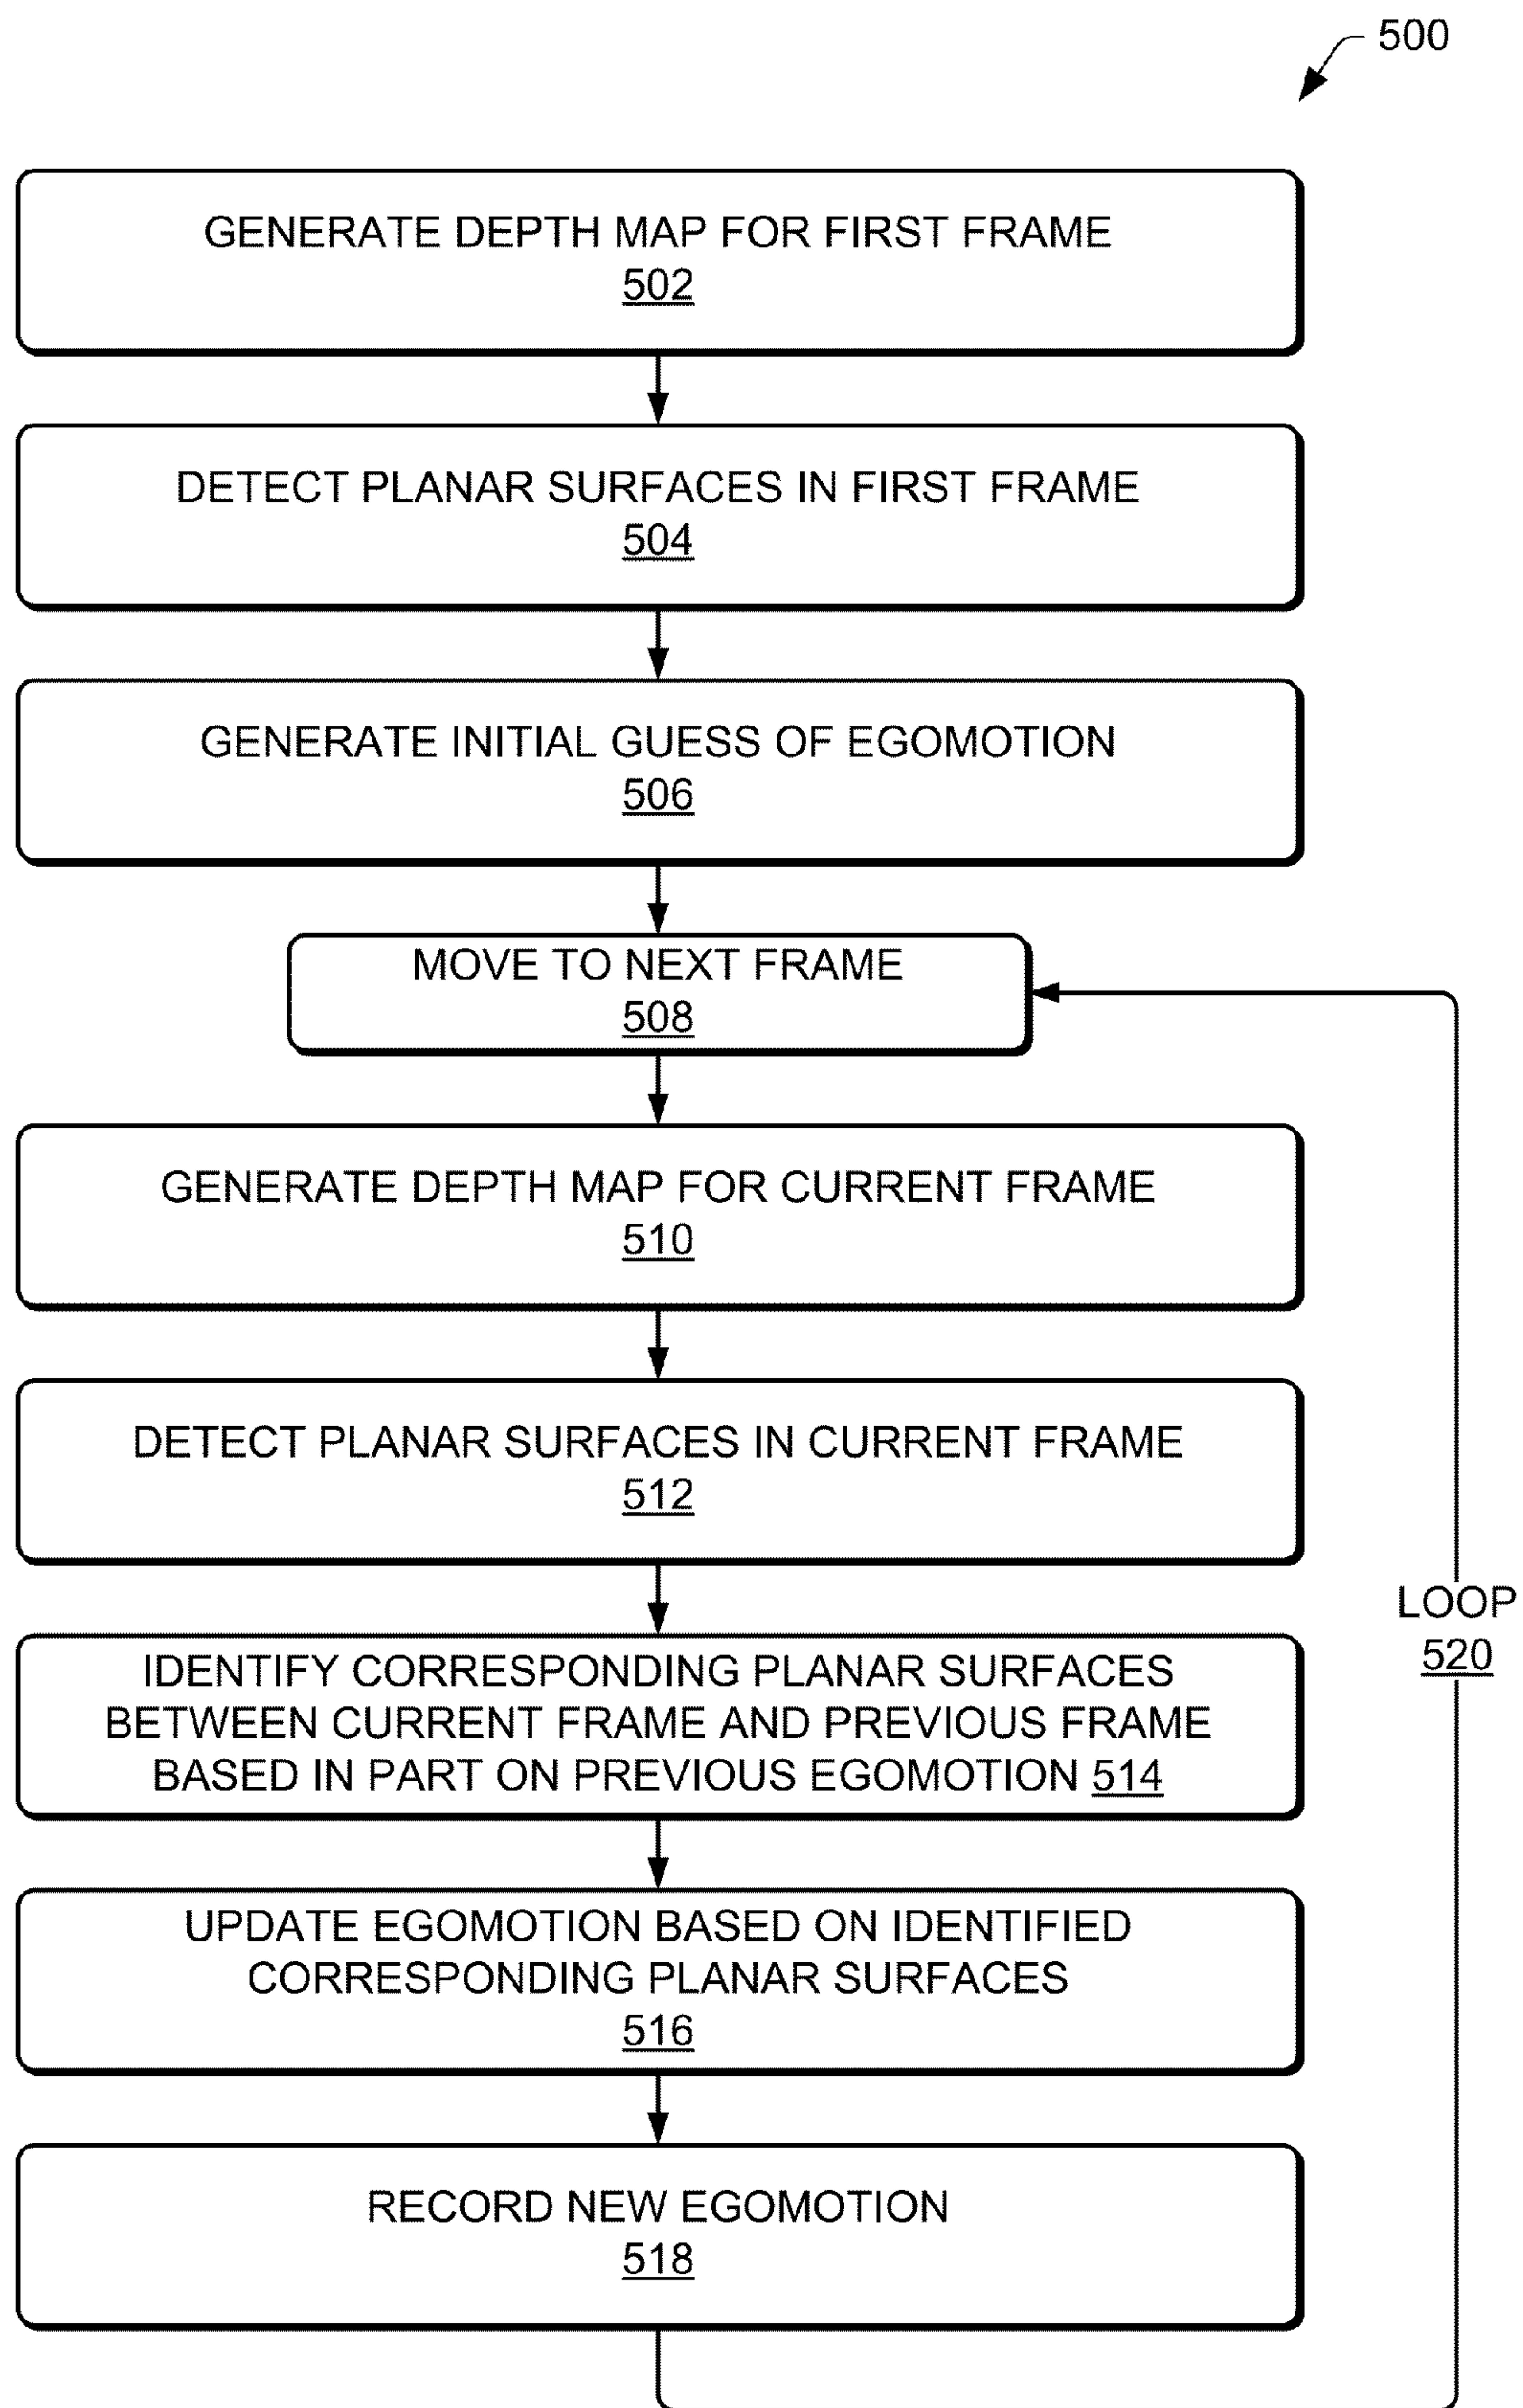 500
GENERATE DEPTH MAP FOR FIRST FRAME
502
DETECT PLANAR SURFACES IN FIRST FRAME
504
GENERATE INITIAL GUESS OF EGOMOTION
506
MOVE TO NEXT FRAME
508
GENERATE DEPTH MAP FOR CURRENT FRAME
510
DETECT PLANAR SURFACES IN CURRENT FRAME
512
IDENTIFY CORRESPONDING PLANAR SURFACES
BETWEEN CURRENT FRAME AND PREVIOUS FRAME
BASED IN PART ON PREVIOUS EGOMOTION 514
UPDATE EGOMOTION BASED ON IDENTIFIED
CORRESPONDING PLANAR SURFACES
516
RECORD NEW EGOMOTION
518
LOOP
520